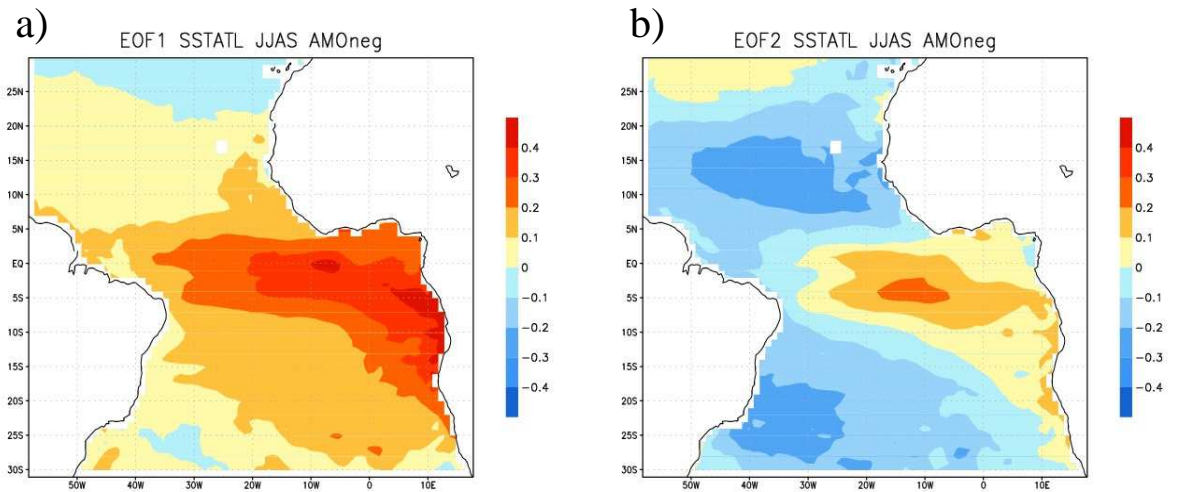 a)
EOF1 SSTATL JJAS AMOneg
25N
20N
15N
10N
5N
EQ
5S
10S
15S
20S
25S
30S
50W 40W 30W 20W 10W 0 10E
0.4
0.3
0.2
0.1
0
−0.1
−0.2
−0.3
−0.4
b)
EOF2 SSTATL JJAS AMOneg
25N
20N
15N
10N
5N
EQ
5S
10S
15S
20S
25S
30S
50W 40W 30W 20W 10W 0 10E
0.4
0.3
0.2
0.1
0
−0.1
−0.2
−0.3
−0.4